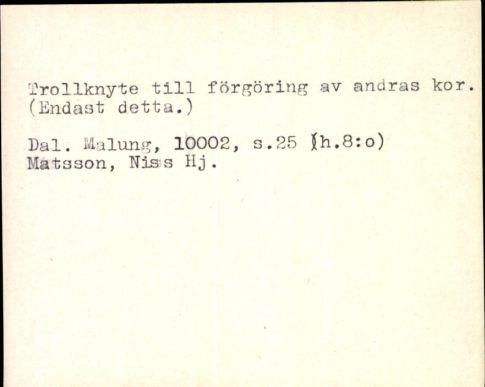 Trollknyte till förgöring av andras kor.
(Endast detta.)
Dal. Malung, 10002, s.25 (h.8:o)
Matsson, Niss Hj.